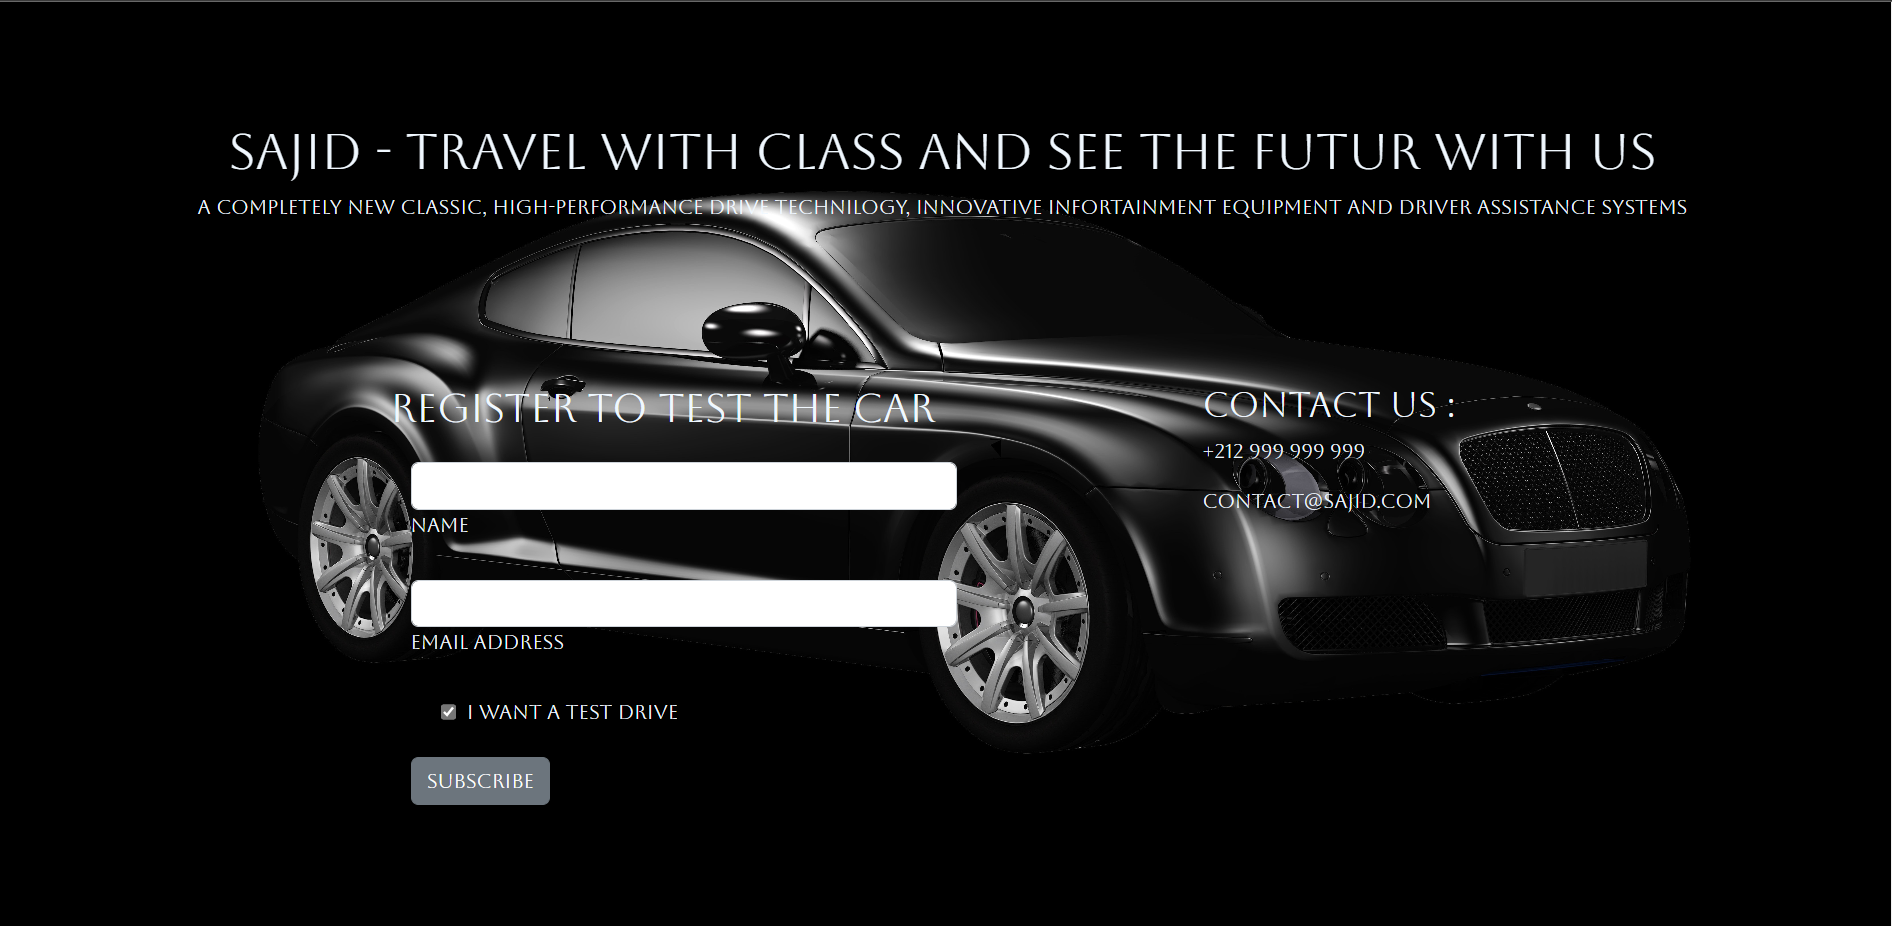 SAJID - TRAVEL WITH CLASS AND SEE THE FUTUR WITH US
A COMPLETELY NEW CLASSIC, HIGH-PERFORMANCE DRIVE TECHNILOGY, INNOVATIVE INFORTAINMENT EQUIPMENT AND DRIVER ASSISTANCE SYSTEMS
REGISTER TO TEST THE CAR
NAME
EMAIL ADDRESS
I WANT A TEST DRIVE
SUBSCRIBE
CONTACT US :
+212 999 999 999
CONTACT@SAJID.COM